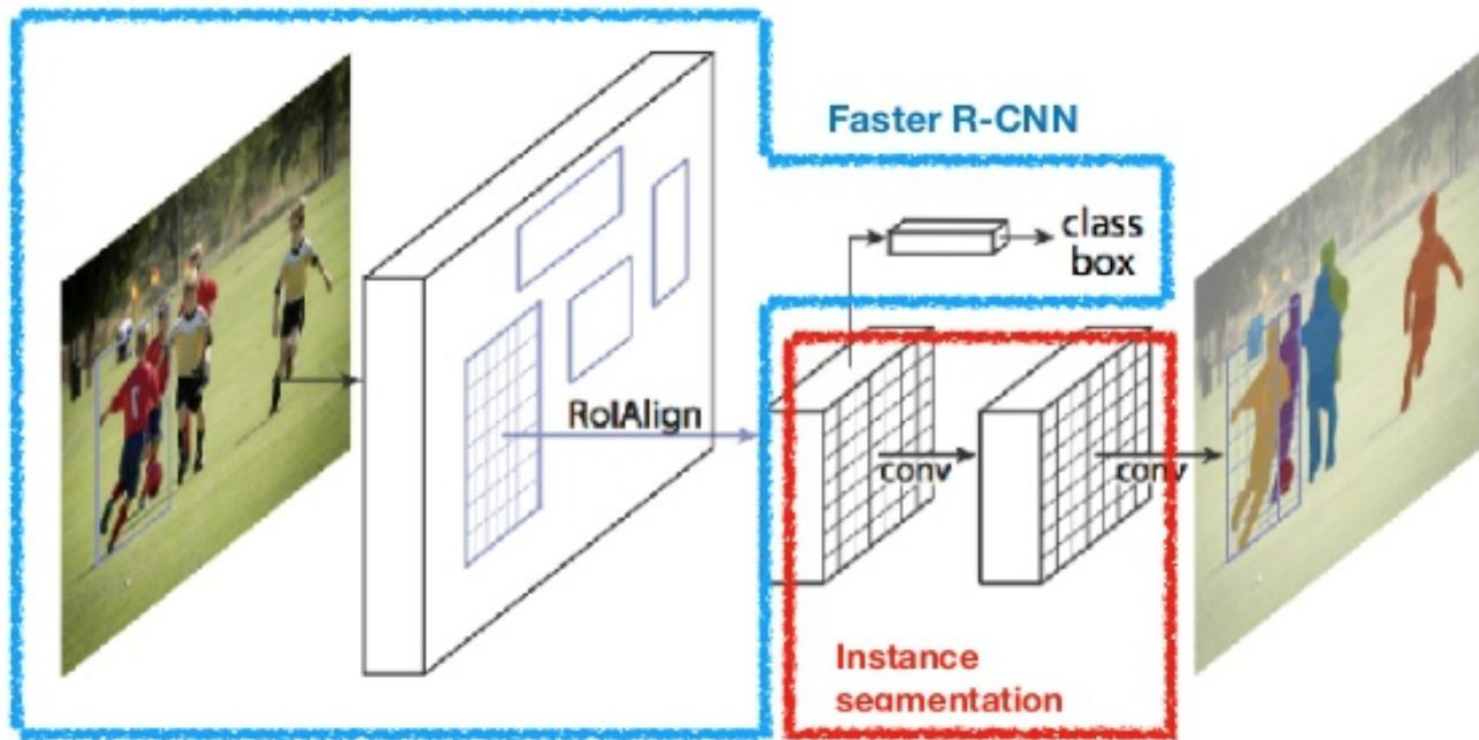 Faster R-CNN
class
box
RoIAlign
conv
conv
Instance
segmentation